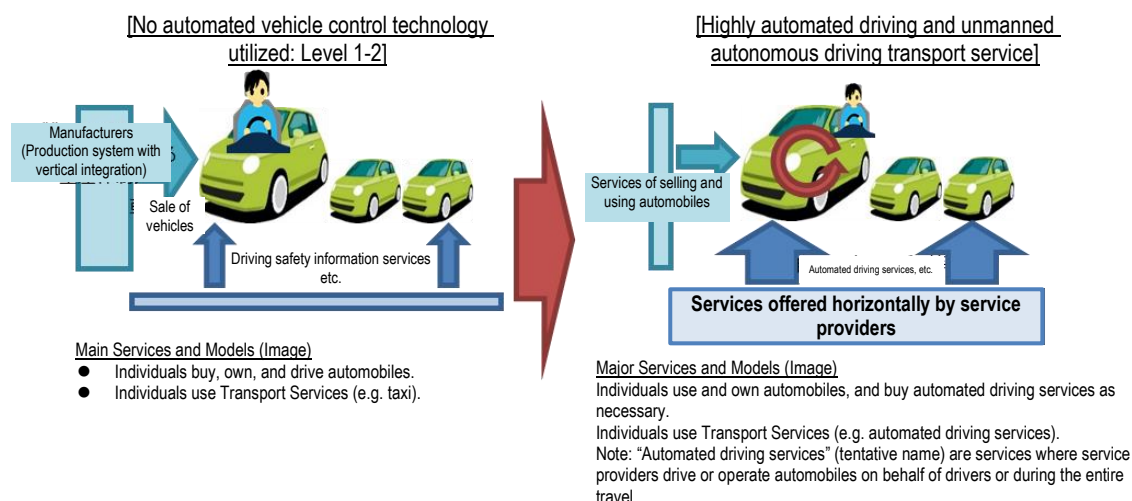 [No automated vehicle control technology
utilized: Level 1-2]
Manufacturers
(Production system with
vertical integration)
Sale of
vehicles
Driving safety information services
etc.
Main Services and Models (Image)
● Individuals buy, own, and drive automobiles.
● Individuals use Transport Services (e.g. taxi).
[Highly automated driving and unmanned
autonomous driving transport service]
Services of selling and
using automobiles
Automated driving services, etc.
Services offered horizontally by service
providers
Major Services and Models (Image)
Individuals use and own automobiles, and buy automated driving services as
necessary.
Individuals use Transport Services (e.g. automated driving services).
Note: “Automated driving services” (tentative name) are services where service
providers drive or operate automobiles on behalf of drivers or during the entire
travel